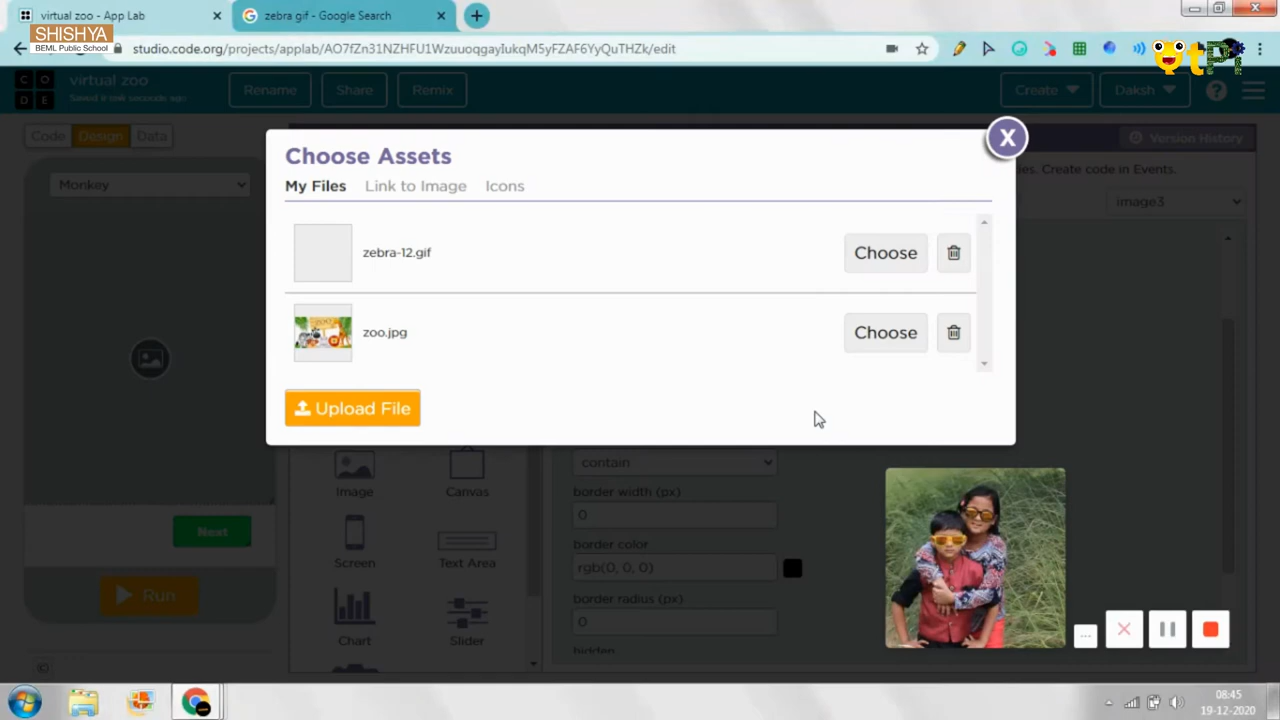 virtual zoo - App Lab
zebra gif - Google Search
SHISHYA
BEML Public School
studio.code.org/projects/applab/AO7fZn31NZHFU1WzuuoqgaylukqM5yFZAF6YyQuTHZk/edit
CODE
virtual zoo
Rename
Share
Remix
Create
Daksh
Code
Design
Data
Version History
Choose Assets
X
My Files
Link to Image
Icons
es. Create code in Events.
Monkey
image3
zebra-12.gif
Choose
zoo.jpg
Choose
Upload File
contain
Image
Canvas
border width (px)
0
Next
border color
Screen
Text Area
rgb(0, 0, 0)
Run
border radius (px)
0
Chart
Slider
hidden
08:45
19-12-2020